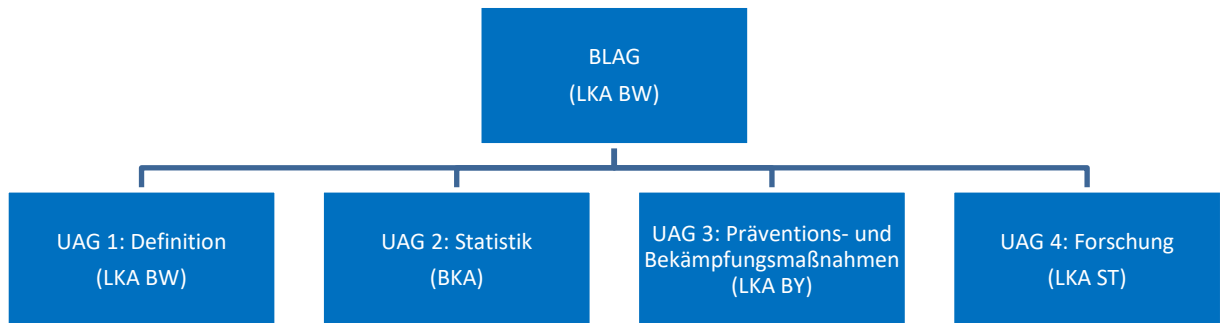 BLAG
(LKA BW)
UAG 1: Definition
(LKA BW)
UAG 2: Statistik
(BKA)
UAG 3: Präventions- und
Bekämpfungsmaßnahmen
(LKA BY)
UAG 4: Forschung
(LKA ST)